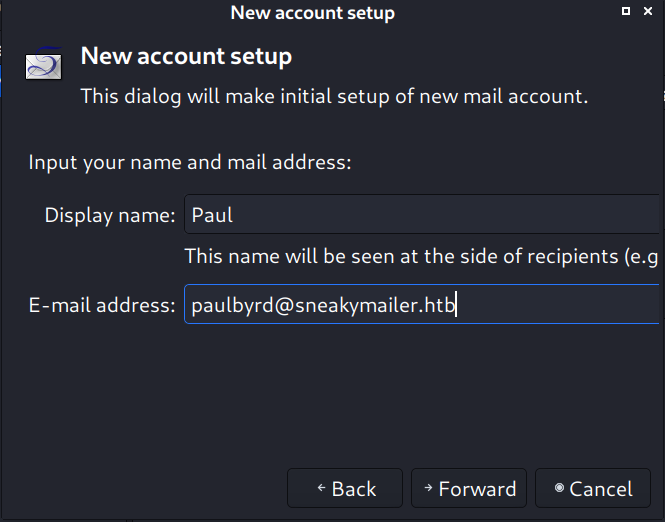 New account setup
New account setup
This dialog will make initial setup of new mail account.
Input your name and mail address:
Display name: Paul
This name will be seen at the side of recipients (e.g
E-mail address: paulbyrd@sneakymailer.htb
Back Forward Cancel